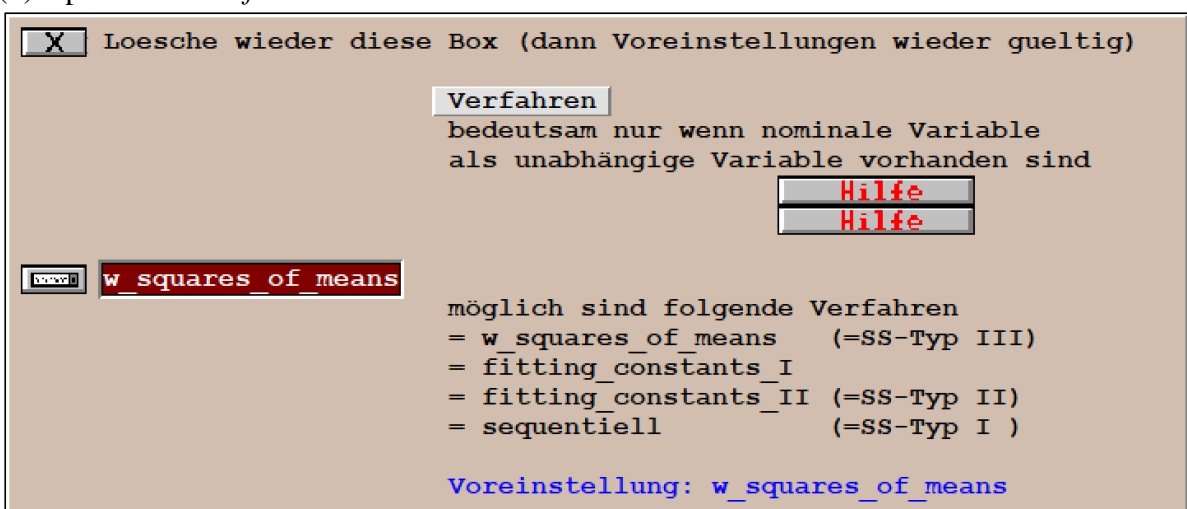 X Loesche wieder diese Box (dann Voreinstellungen wieder gueltig)
Verfahren
bedeutsam nur wenn nominale Variable
als unabhängige Variable vorhanden sind
Hilfe
Hilfe
w_squares_of_means
möglich sind folgende Verfahren
= w_squares_of_means (=SS-Typ III)
= fitting_constants_I
= fitting_constants_II (=SS-Typ II)
= sequentiell (=SS-Typ I )
Voreinstellung: w_squares_of_means